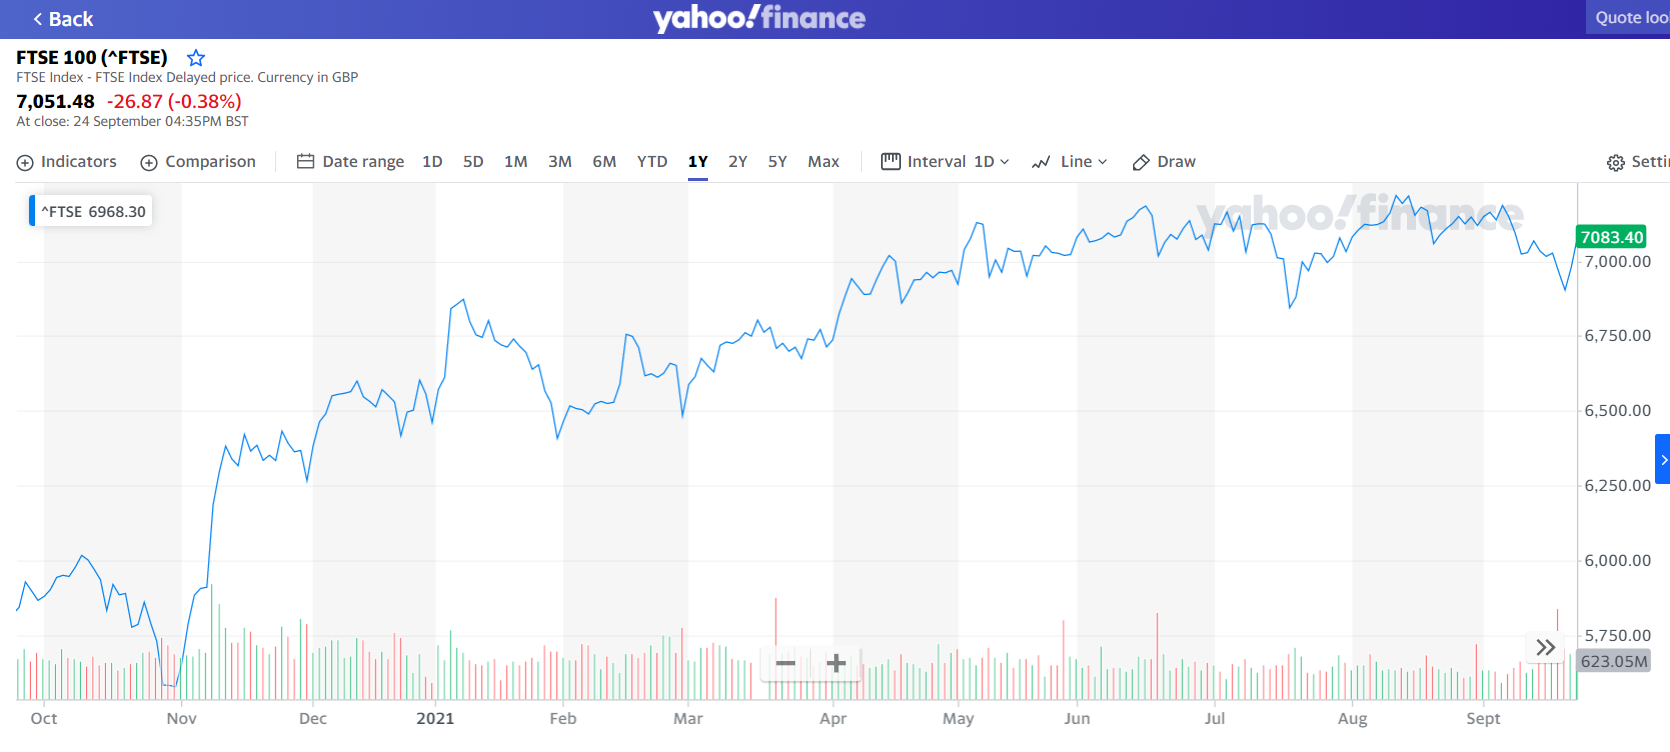 Back
yahoo!finance
Quote loo
FTSE 100 (^FTSE)
FTSE Index - FTSE Index Delayed price. Currency in GBP
7,051.48 -26.87 (-0.38%)
At close: 24 September 04:35PM BST
Indicators Comparison Date range 1D 5D 1M 3M 6M YTD 1Y 2Y 5Y Max Interval 1D Line Draw Setti
^FTSE 6968.30
yahoo!finance
7083.40
7,000.00
6,750.00
6,500.00
6,250.00
6,000.00
5,750.00
623.05M
Oct Nov Dec 2021 Feb Mar Apr May Jun Jul Aug Sept